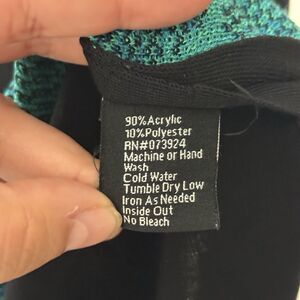 90%Acrylic
10%Polyester
RN#073924
Machine or Hand
Wash
Cold Water
Tumble Dry Low
Iron As Needed
Inside Out
No Bleach